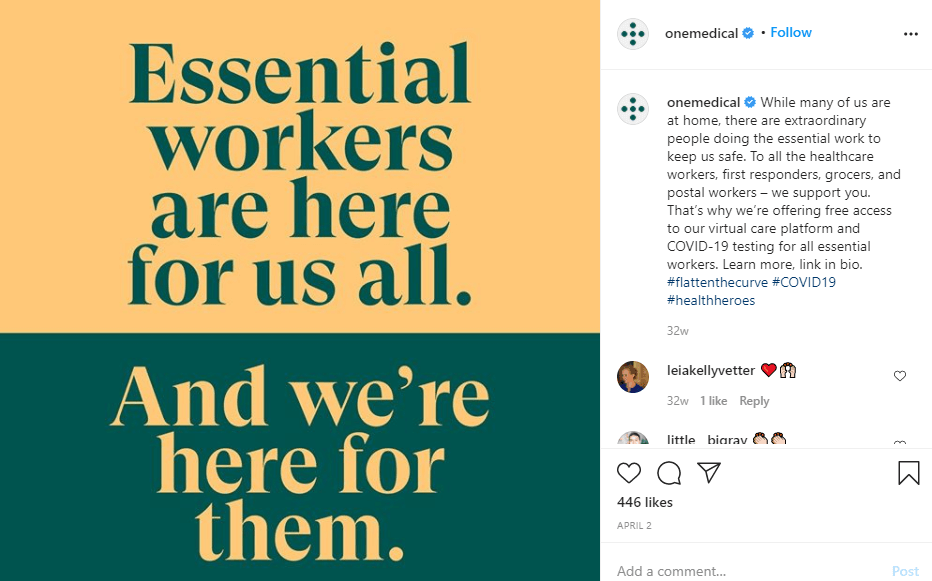 Essential
workers
are here
for us all.
And we're
here for
them.
onemedical • Follow
onemedical While many of us are
at home, there are extraordinary
people doing the essential work to
keep us safe. To all the healthcare
workers, first responders, grocers, and
postal workers – we support you.
That's why we're offering free access
to our virtual care platform and
COVID-19 testing for all essential
workers. Learn more, link in bio.
#flattenthecurve #COVID19
#healthheroes
32w
leiakellyvetter ❤️🙌
32w 1 like Reply
446 likes
APRIL 2
Add a comment... Post